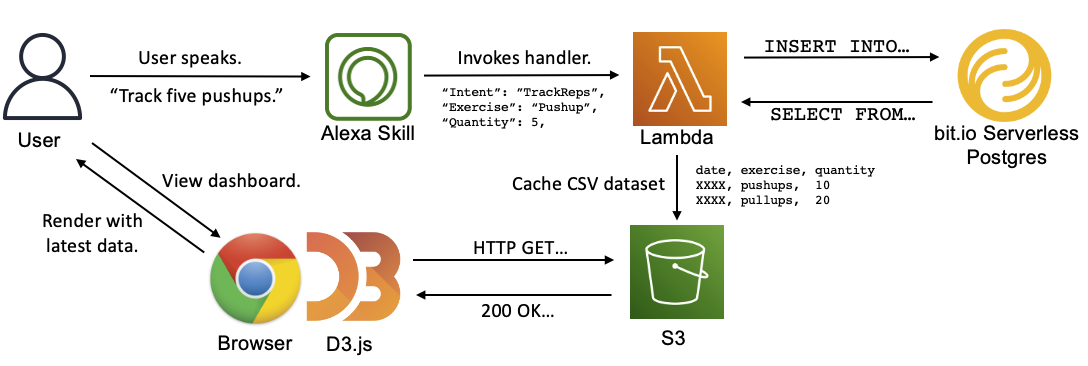 User speaks.
“Track five pushups.”
User
Alexa Skill
Invokes handler.
“Intent”: ”TrackReps”,
“Exercise”: “Pushup”,
“Quantity”: 5,
Lambda
INSERT INTO…
SELECT FROM…
bit.io Serverless
Postgres
View dashboard.
Render with
latest data.
Cache CSV dataset
date, exercise, quantity
XXXX, pushups, 10
XXXX, pullups, 20
Browser
D3.js
HTTP GET…
200 OK…
S3